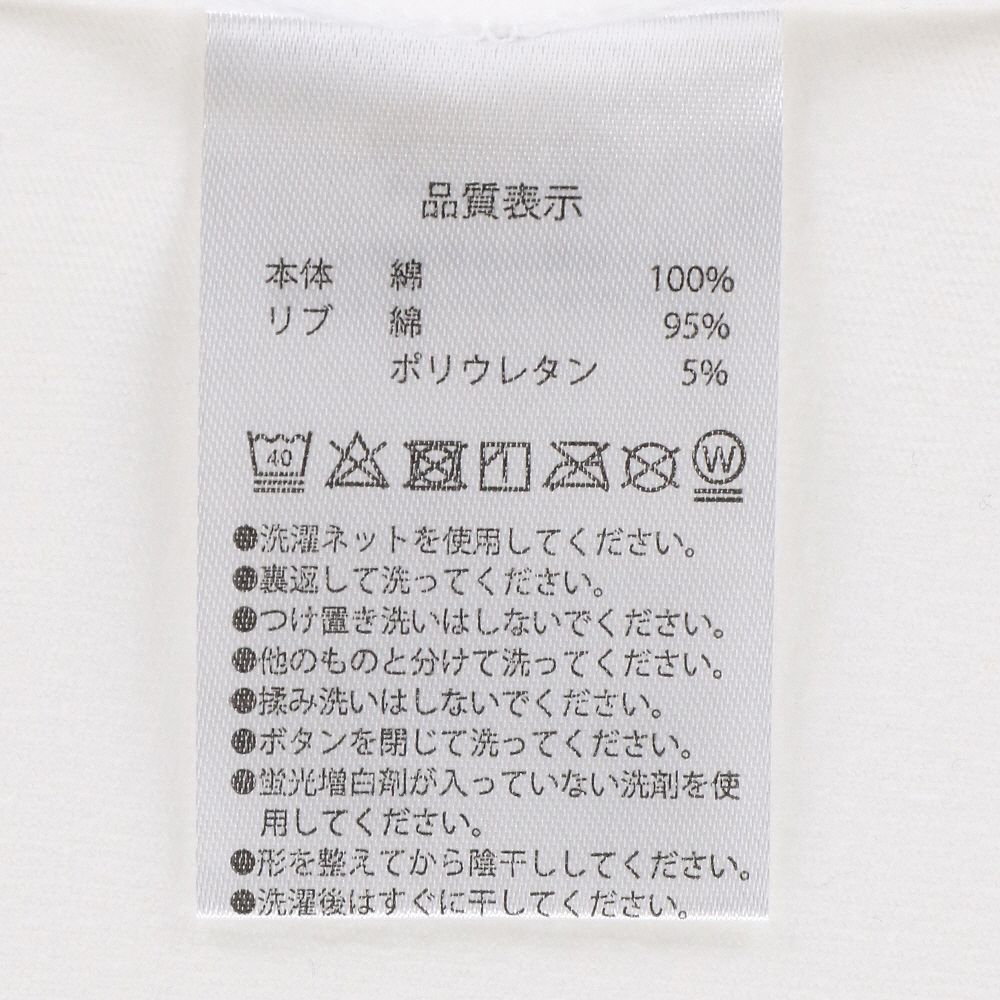 品質表示
本体 綿 100%
リブ 綿 95%
ポリウレタン 5%
40 W
●洗濯ネットを使用してください。
●裏返して洗ってください。
●つけ置き洗いはしないでください。
●他のものと分けて洗ってください。
●揉み洗いはしないでください。
●ボタンを閉じて洗ってください。
●蛍光増白剤が入っていない洗剤を使
用してください。
●形を整えてから陰干ししてください。
●洗濯後はすぐに干してください。